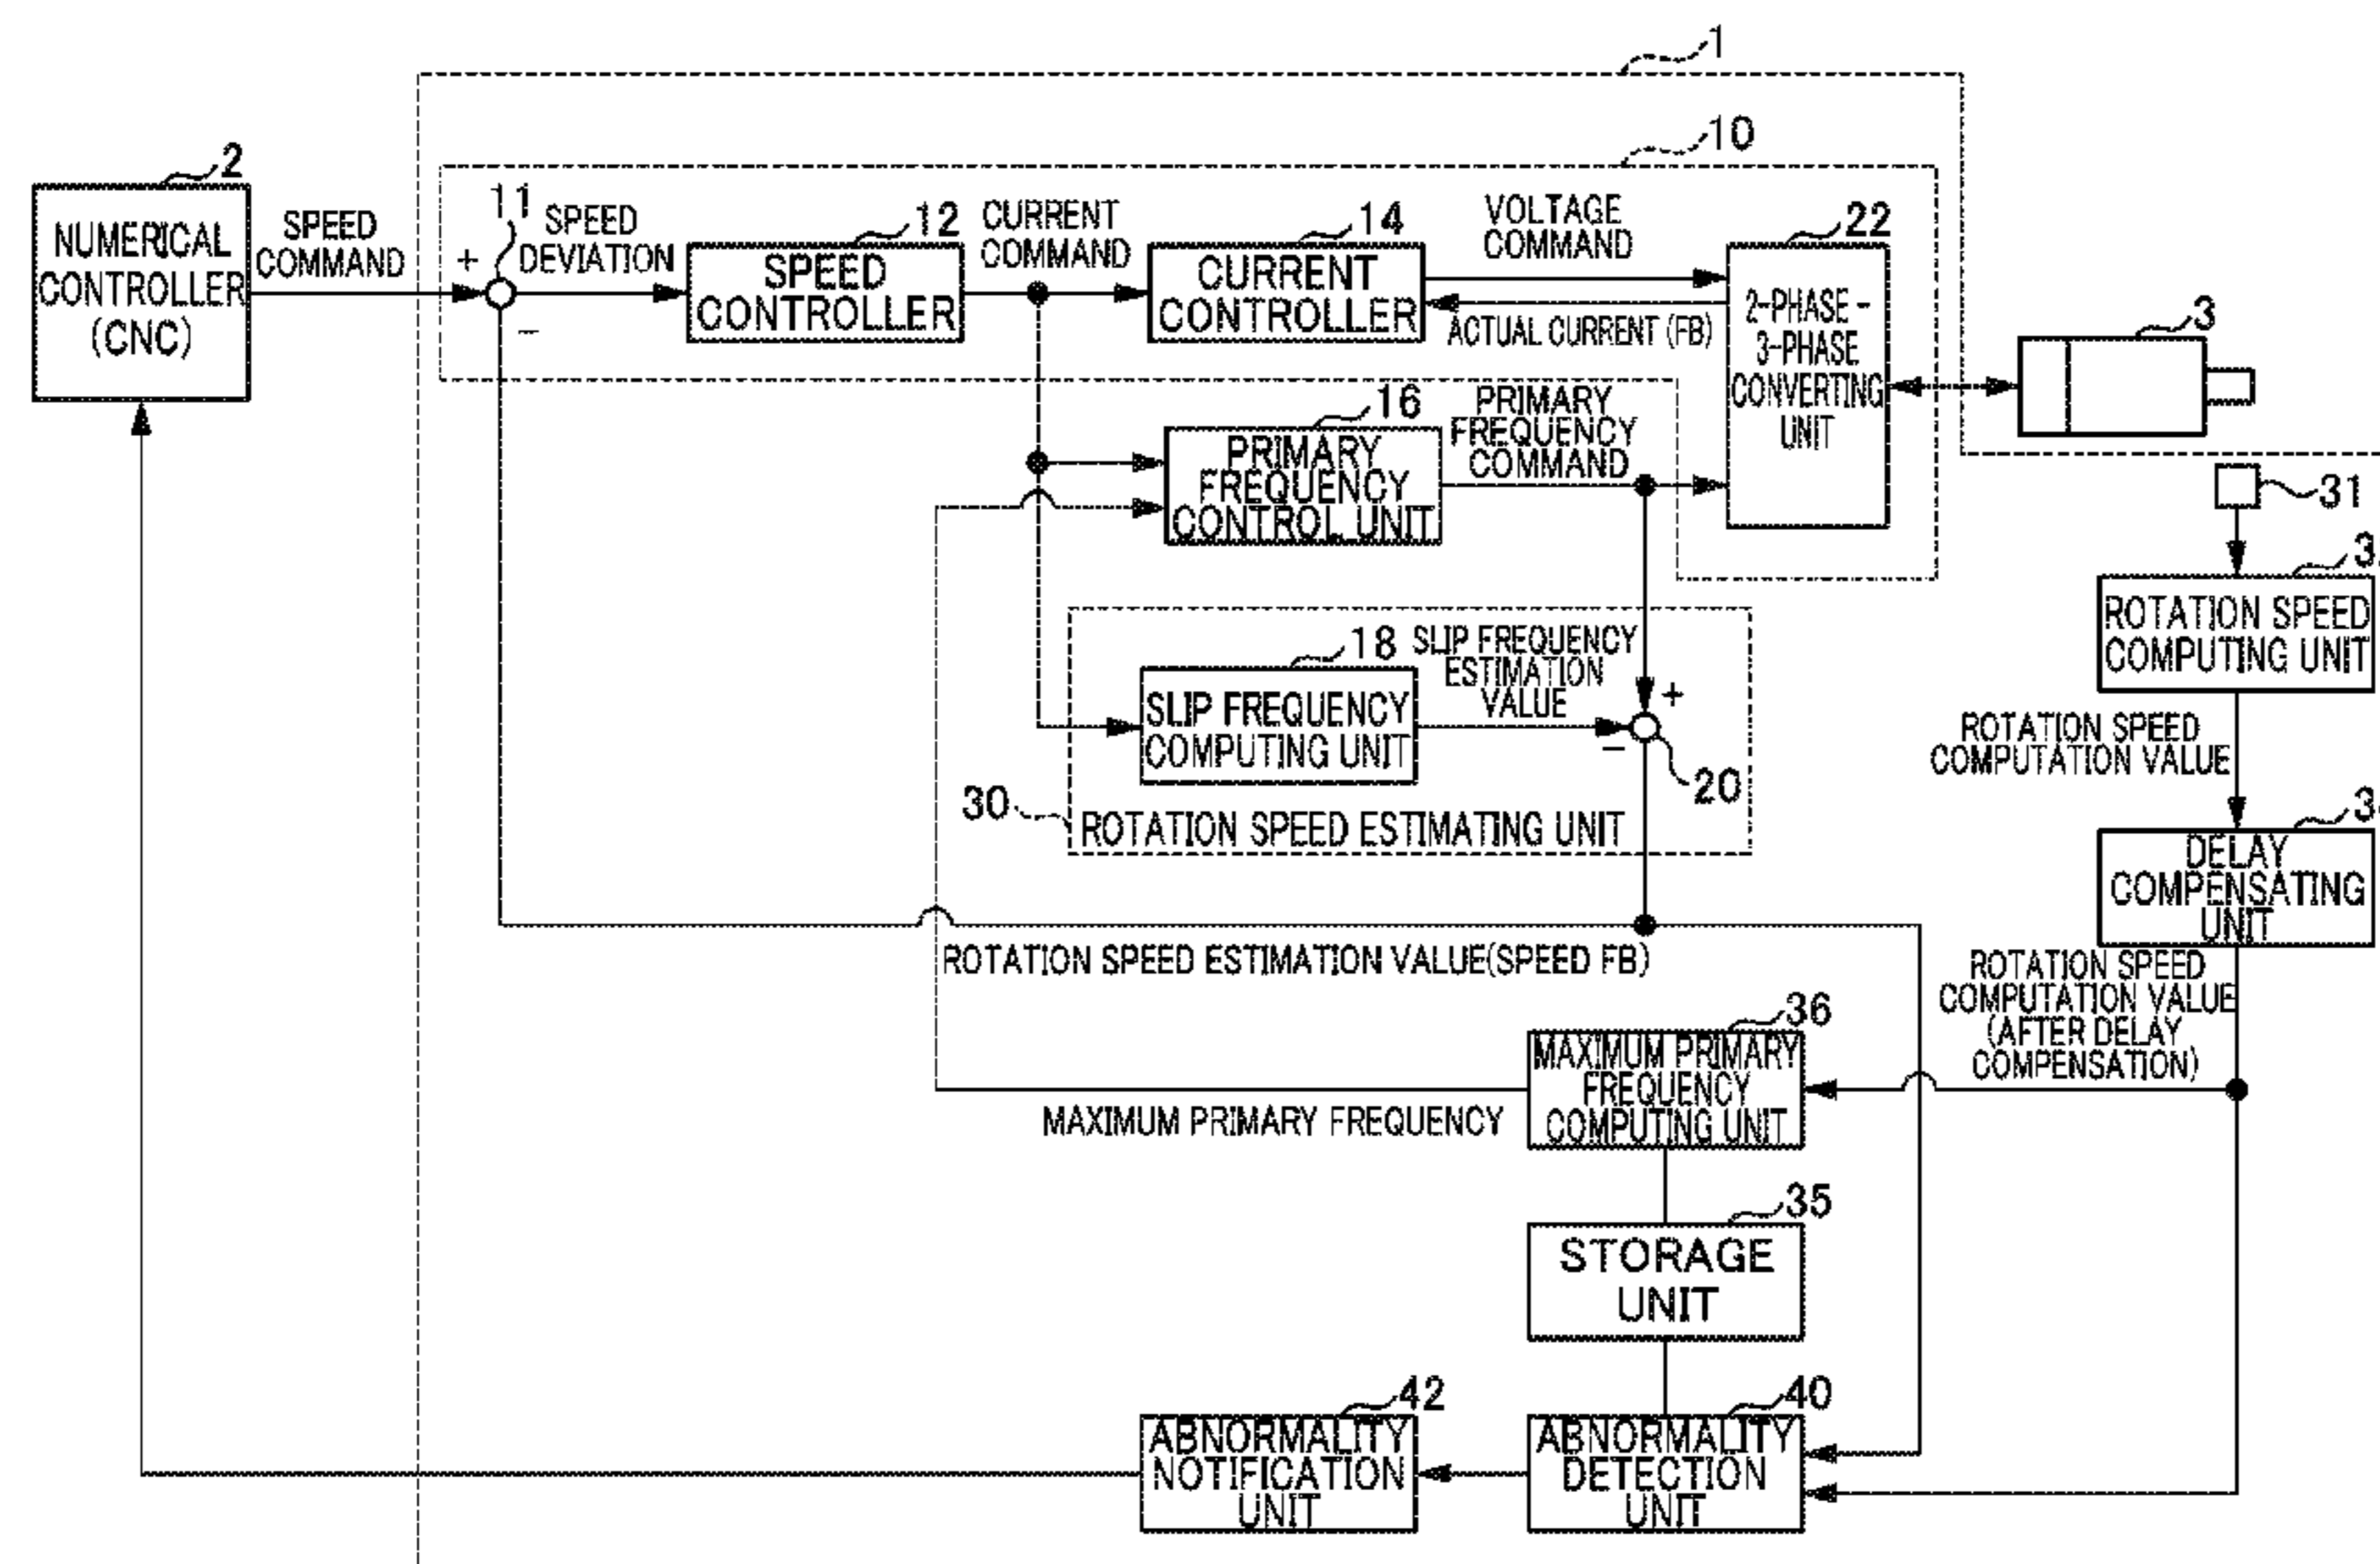 1
10
2
NUMERICAL
CONTROLLER
(CNC)
SPEED
COMMAND
+
−
11
SPEED
DEVIATION
12
SPEED
CONTROLLER
CURRENT
COMMAND
14
CURRENT
CONTROLLER
VOLTAGE
COMMAND
ACTUAL CURRENT (FB)
22
2-PHASE -
3-PHASE
CONVERTING
UNIT
3
16
PRIMARY
FREQUENCY
CONTROL UNIT
PRIMARY
FREQUENCY
COMMAND
31
3
ROTATION SPEED
COMPUTING UNIT
18
SLIP FREQUENCY
COMPUTING UNIT
SLIP FREQUENCY
ESTIMATION
VALUE
+
−
20
30
ROTATION SPEED ESTIMATING UNIT
ROTATION SPEED
COMPUTATION VALUE
3
DELAY
COMPENSATING
UNIT
ROTATION SPEED ESTIMATION VALUE(SPEED FB)
ROTATION SPEED
COMPUTATION VALUE
(AFTER DELAY
COMPENSATION)
36
MAXIMUM PRIMARY
FREQUENCY
COMPUTING UNIT
MAXIMUM PRIMARY FREQUENCY
35
STORAGE
UNIT
42
ABNORMALITY
NOTIFICATION
UNIT
40
ABNORMALITY
DETECTION
UNIT